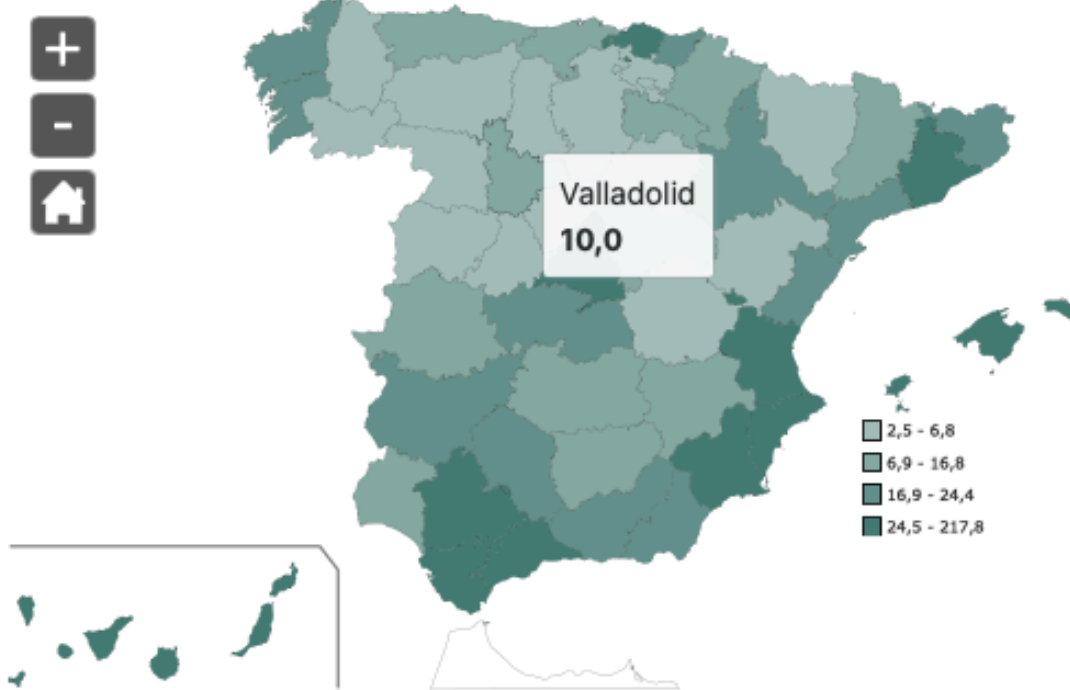 +
-
Valladolid
10,0
2,5 - 6,8
6,9 - 16,8
16,9 - 24,4
24,5 - 217,8